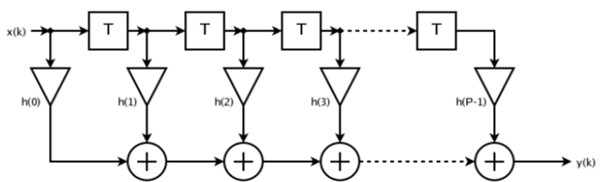 x(k) T T T T
h(0) h(1) h(2) h(3) h(P-1)
+ + + + y(k)